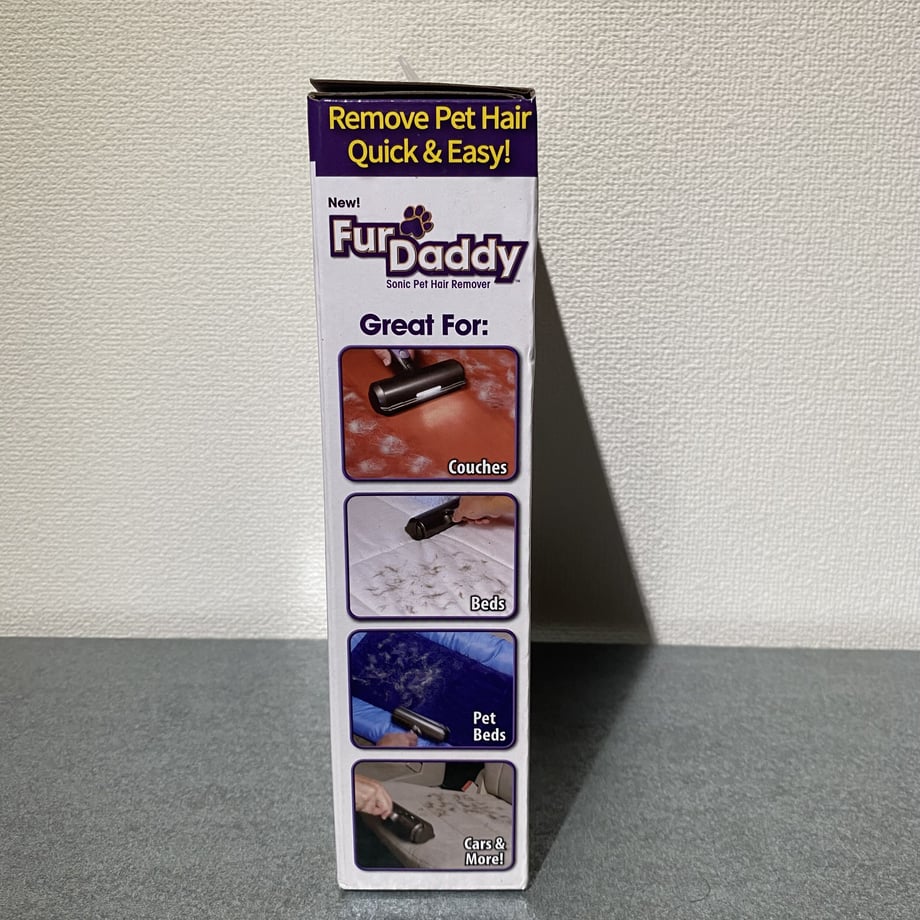 Remove Pet Hair
Quick & Easy!
New!
Fur
Daddy™
Sonic Pet Hair Remover
Great For:
Couches
Beds
Pet
Beds
Cars &
More!